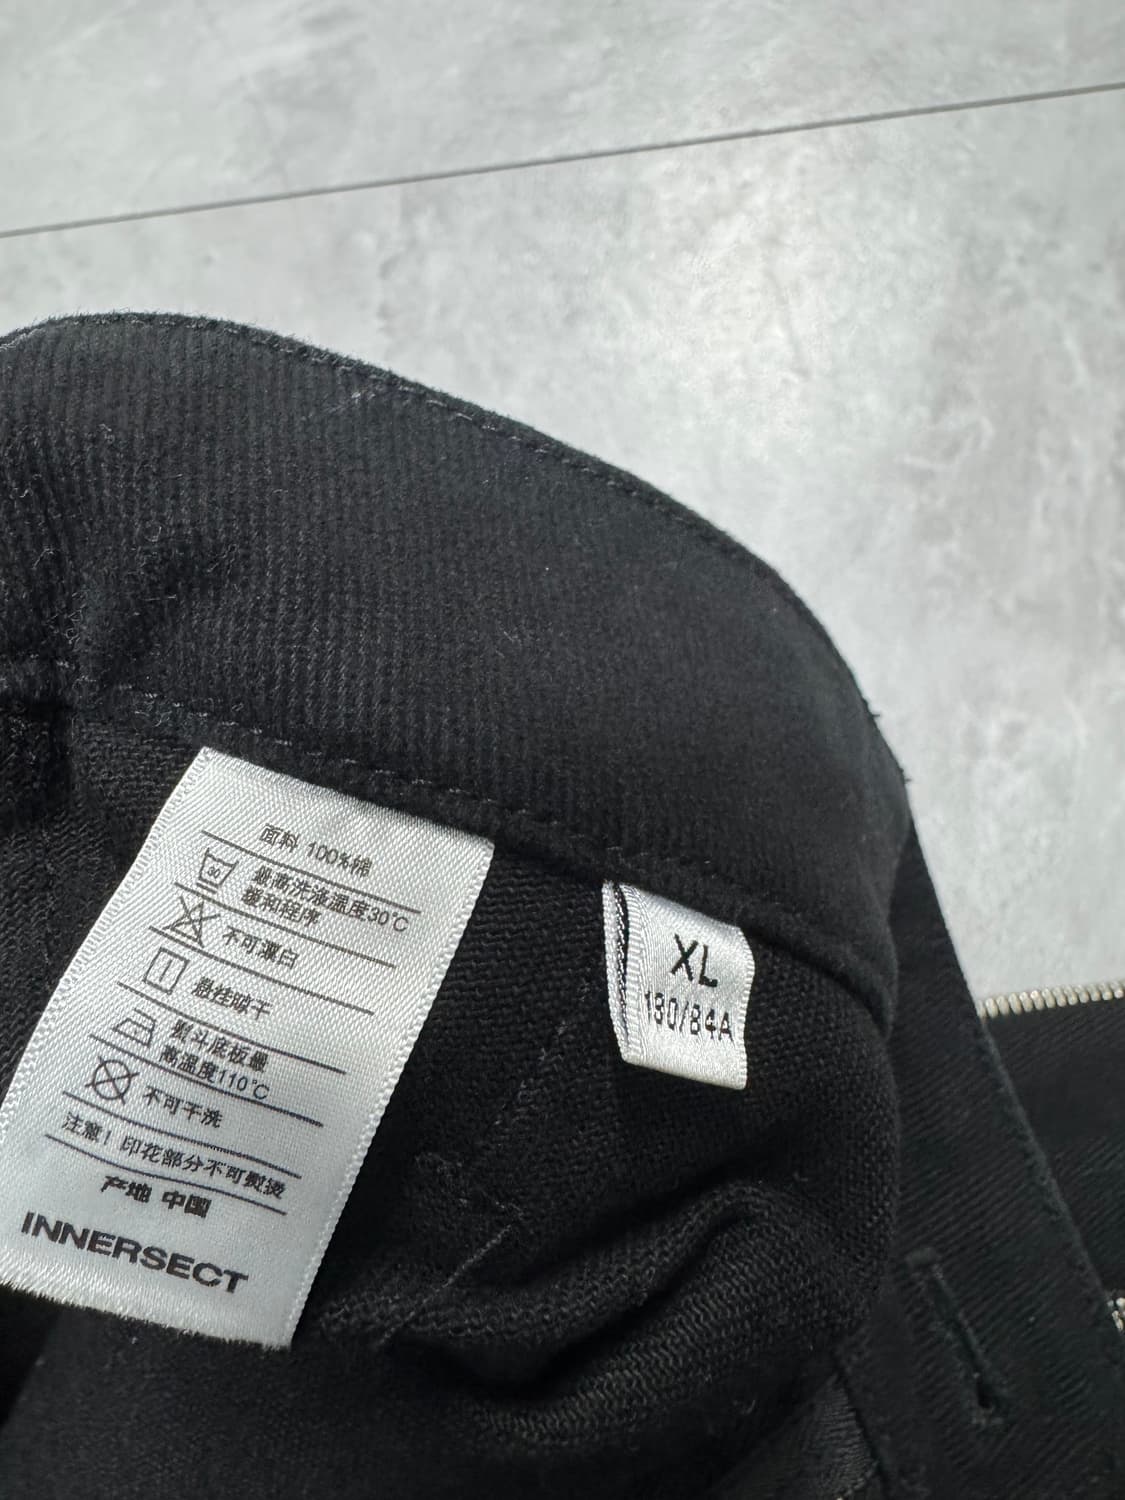 面料 100%棉
30
最高洗涤温度30℃
缓和程序
不可漂白
悬挂晾干
熨斗底板最
高温度110℃
不可干洗
注意！印花部分不可熨烫
产地 中国
INNERSECT
XL
190/84A